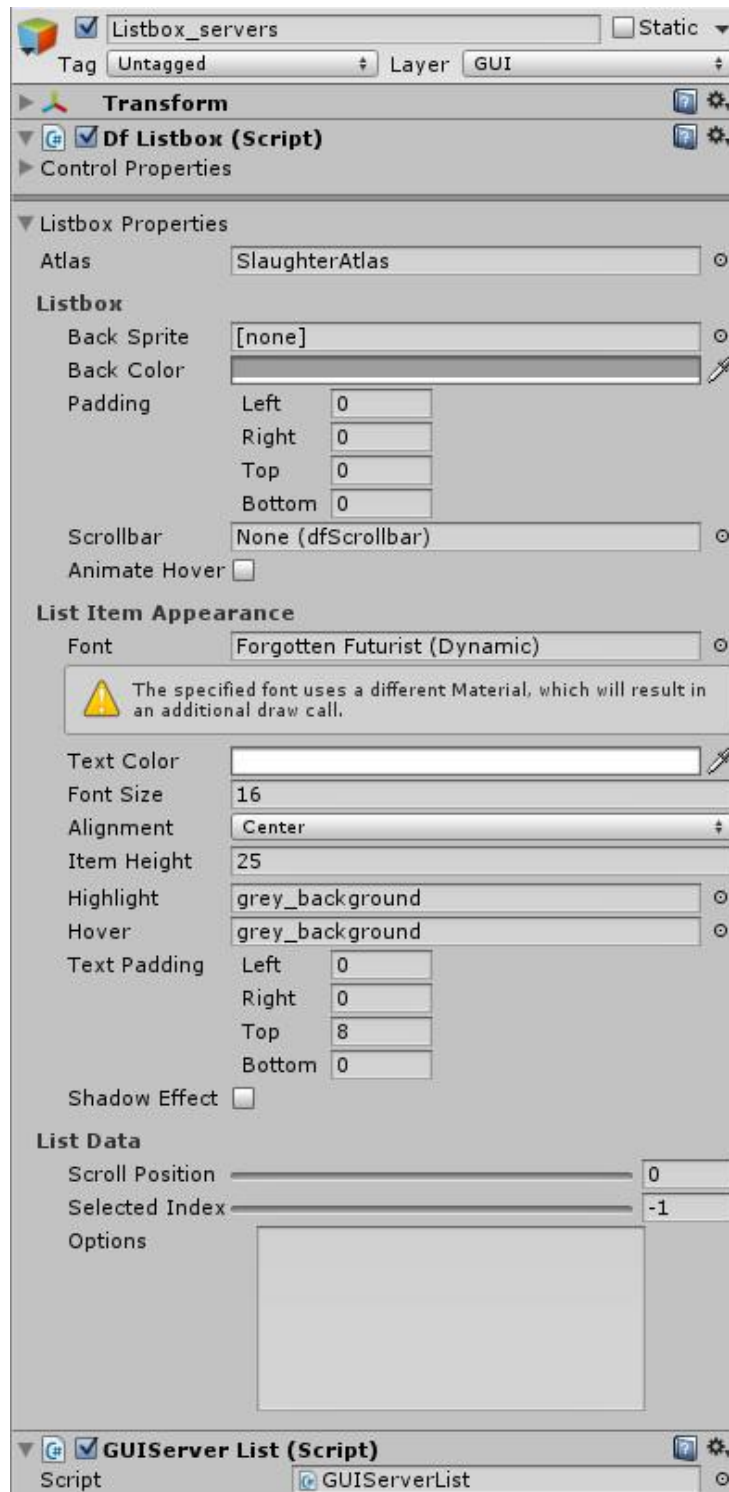 Listbox_servers Static
Tag Untagged Layer GUI
Transform
Df Listbox (Script)
Control Properties
Listbox Properties
Atlas SlaughterAtlas
Listbox
Back Sprite [none]
Back Color
Padding Left 0
Right 0
Top 0
Bottom 0
Scrollbar None (dfScrollbar)
Animate Hover
List Item Appearance
Font Forgotten Futurist (Dynamic)
The specified font uses a different Material, which will result in
an additional draw call.
Text Color
Font Size 16
Alignment Center
Item Height 25
Highlight grey_background
Hover grey_background
Text Padding Left 0
Right 0
Top 8
Bottom 0
Shadow Effect
List Data
Scroll Position 0
Selected Index -1
Options
GUIServer List (Script)
Script GUIServerList